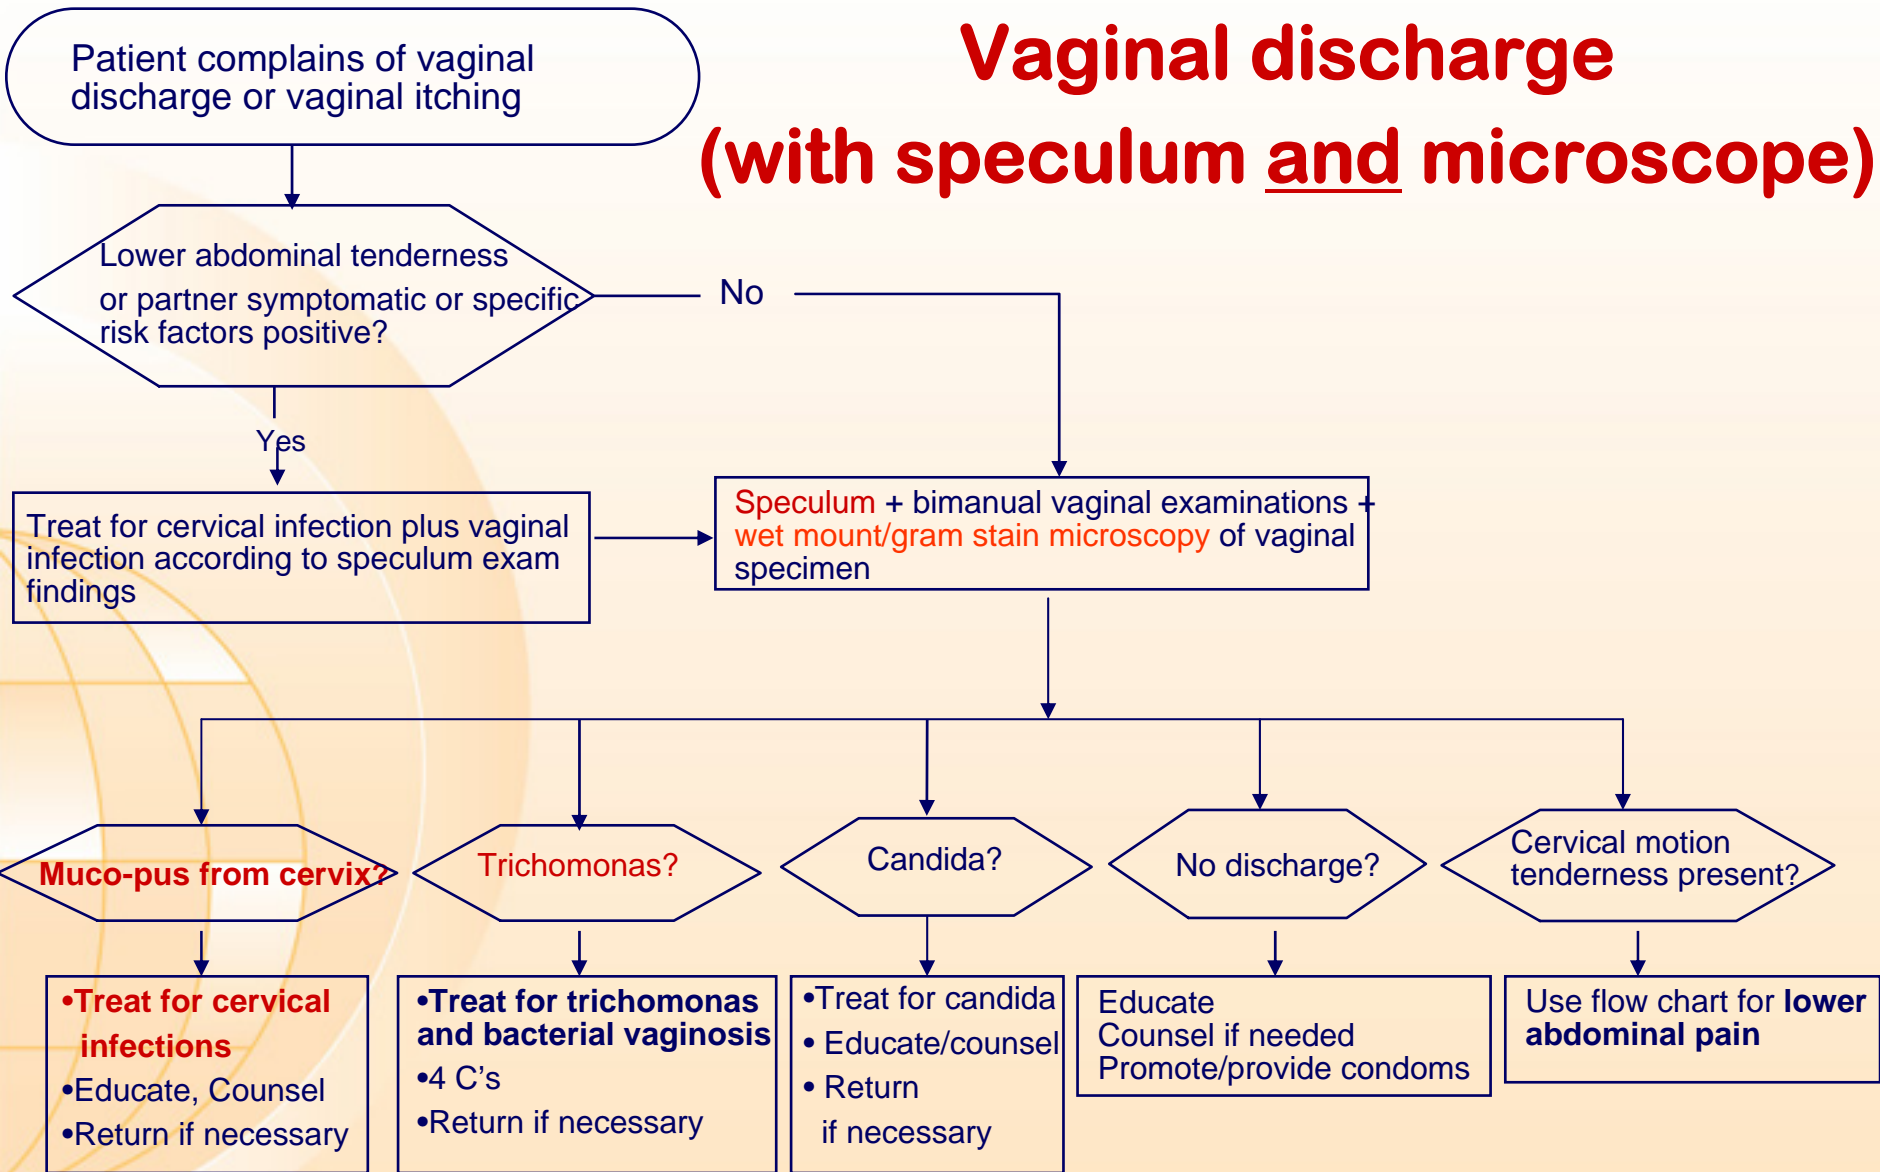 Vaginal discharge
(with speculum and microscope)
Patient complains of vaginal
discharge or vaginal itching
Lower abdominal tenderness
or partner symptomatic or specific
risk factors positive?
No
Yes
Treat for cervical infection plus vaginal
infection according to speculum exam
findings
Speculum + bimanual vaginal examinations +
wet mount/gram stain microscopy of vaginal
specimen
Muco-pus from cervix?
Trichomonas?
Candida?
No discharge?
Cervical motion
tenderness present?
•Treat for cervical
infections
•Educate, Counsel
•Return if necessary
•Treat for trichomonas
and bacterial vaginosis
•4 C's
•Return if necessary
•Treat for candida
• Educate/counsel
• Return
if necessary
Educate
Counsel if needed
Promote/provide condoms
Use flow chart for lower
abdominal pain